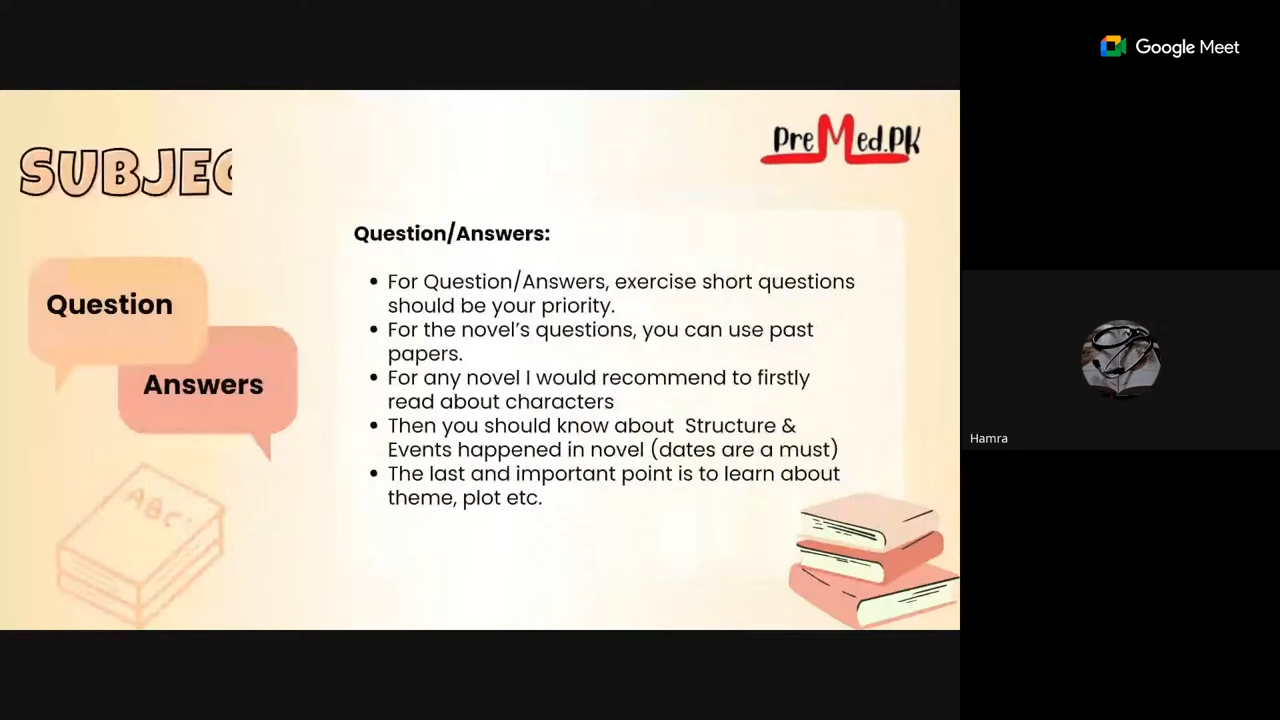 Google Meet
PreMed.PK
SUBJEC
Question/Answers:
Question
Answers
• For Question/Answers, exercise short questions
should be your priority.
• For the novel's questions, you can use past
papers.
• For any novel I would recommend to firstly
read about characters
• Then you should know about Structure &
Events happened in novel (dates are a must)
• The last and important point is to learn about
theme, plot etc.
ABC
Hamra